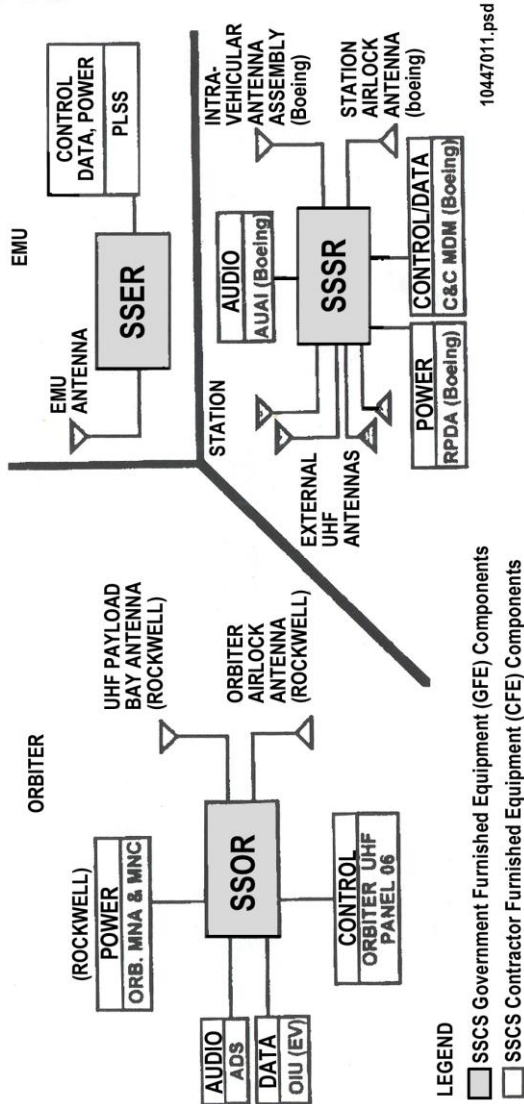 ORBITER
(ROCKWELL)
POWER
ORB. MNA & MNC
UHF PAYLOAD
BAY ANTENNA
(ROCKWELL)
AUDIO
ADS
DATA
OIU (EV)
SSOR
ORBITER
AIRLOCK
ANTENNA
(ROCKWELL)
CONTROL
ORBITER UHF
PANEL 06
EMU
EMU
ANTENNA
SSER
CONTROL
DATA, POWER
PLSS
STATION
AUDIO
AUAI (Boeing)
INTRA-
VEHICULAR
ANTENNA
ASSEMBLY
(Boeing)
EXTERNAL
UHF
ANTENNAS
SSSR
STATION
AIRLOCK
ANTENNA
(boeing)
POWER
RPDA (Boeing)
CONTROL/DATA
C&C MDM (Boeing)
LEGEND
SSCS Government Furnished Equipment (GFE) Components
SSCS Contractor Furnished Equipment (CFE) Components
10447011.psd